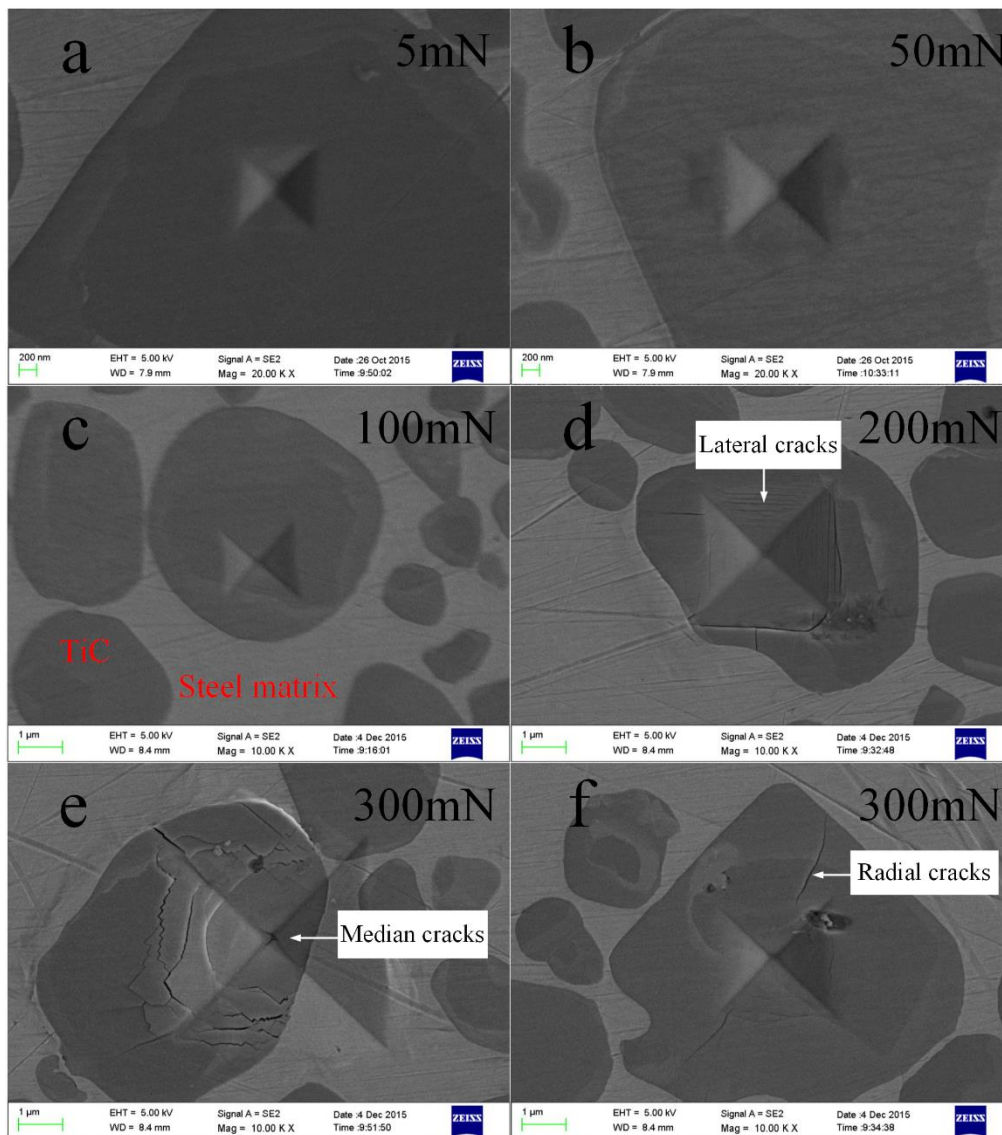 a 5mN
200 nm EHT = 5.00 kV Signal A = SE2 Date :26 Oct 2015 ZEISS
WD = 7.9 mm Mag = 20.00 K X Time :9:50:02
b 50mN
200 nm EHT = 5.00 kV Signal A = SE2 Date :26 Oct 2015 ZEISS
WD = 7.9 mm Mag = 20.00 K X Time :10:33:11
c 100mN
TiC
Steel matrix
1 µm EHT = 5.00 kV Signal A = SE2 Date :4 Dec 2015 ZEISS
WD = 8.4 mm Mag = 10.00 K X Time :9:16:01
d 200mN
Lateral cracks
1 µm EHT = 5.00 kV Signal A = SE2 Date :4 Dec 2015 ZEISS
WD = 8.4 mm Mag = 10.00 K X Time :9:32:48
e 300mN
Median cracks
1 µm EHT = 5.00 kV Signal A = SE2 Date :4 Dec 2015 ZEISS
WD = 8.4 mm Mag = 10.00 K X Time :9:51:50
f 300mN
Radial cracks
1 µm EHT = 5.00 kV Signal A = SE2 Date :4 Dec 2015 ZEISS
WD = 8.4 mm Mag = 10.00 K X Time :9:34:38